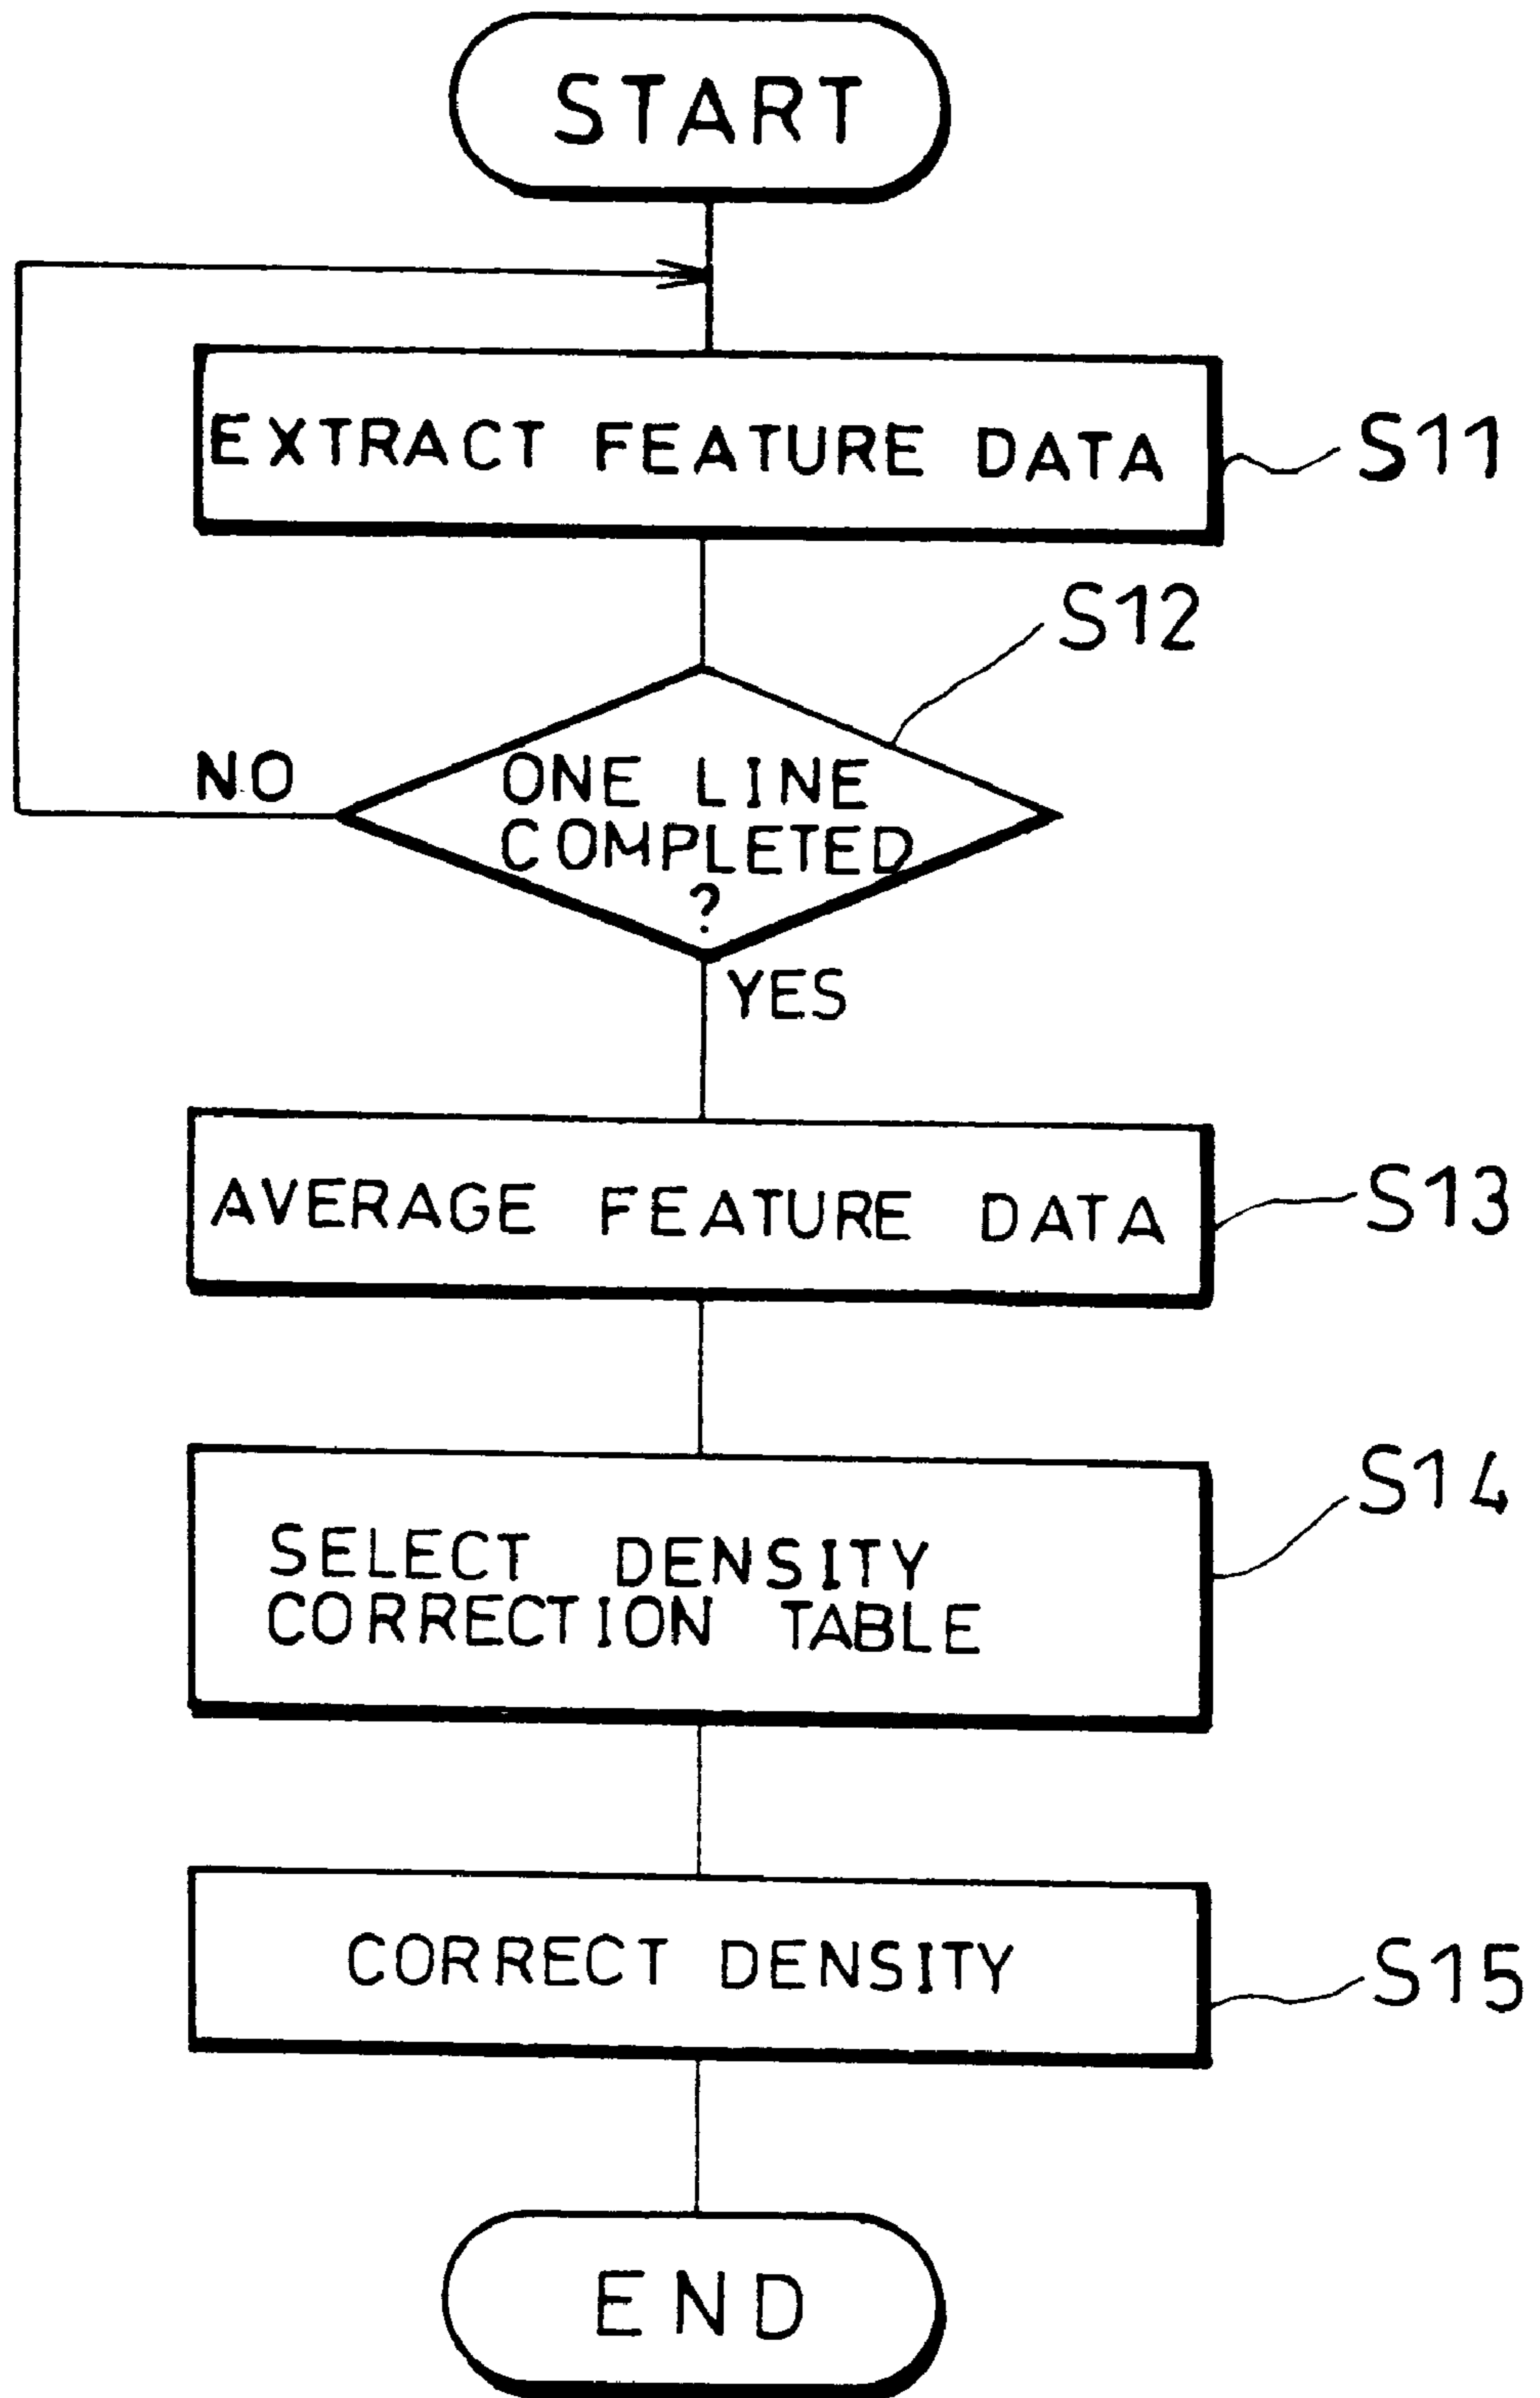 START
EXTRACT FEATURE DATA
S11
S12
NO
ONE LINE
COMPLETED
?
YES
AVERAGE FEATURE DATA
S13
SELECT DENSITY
CORRECTION TABLE
S14
CORRECT DENSITY
S15
END